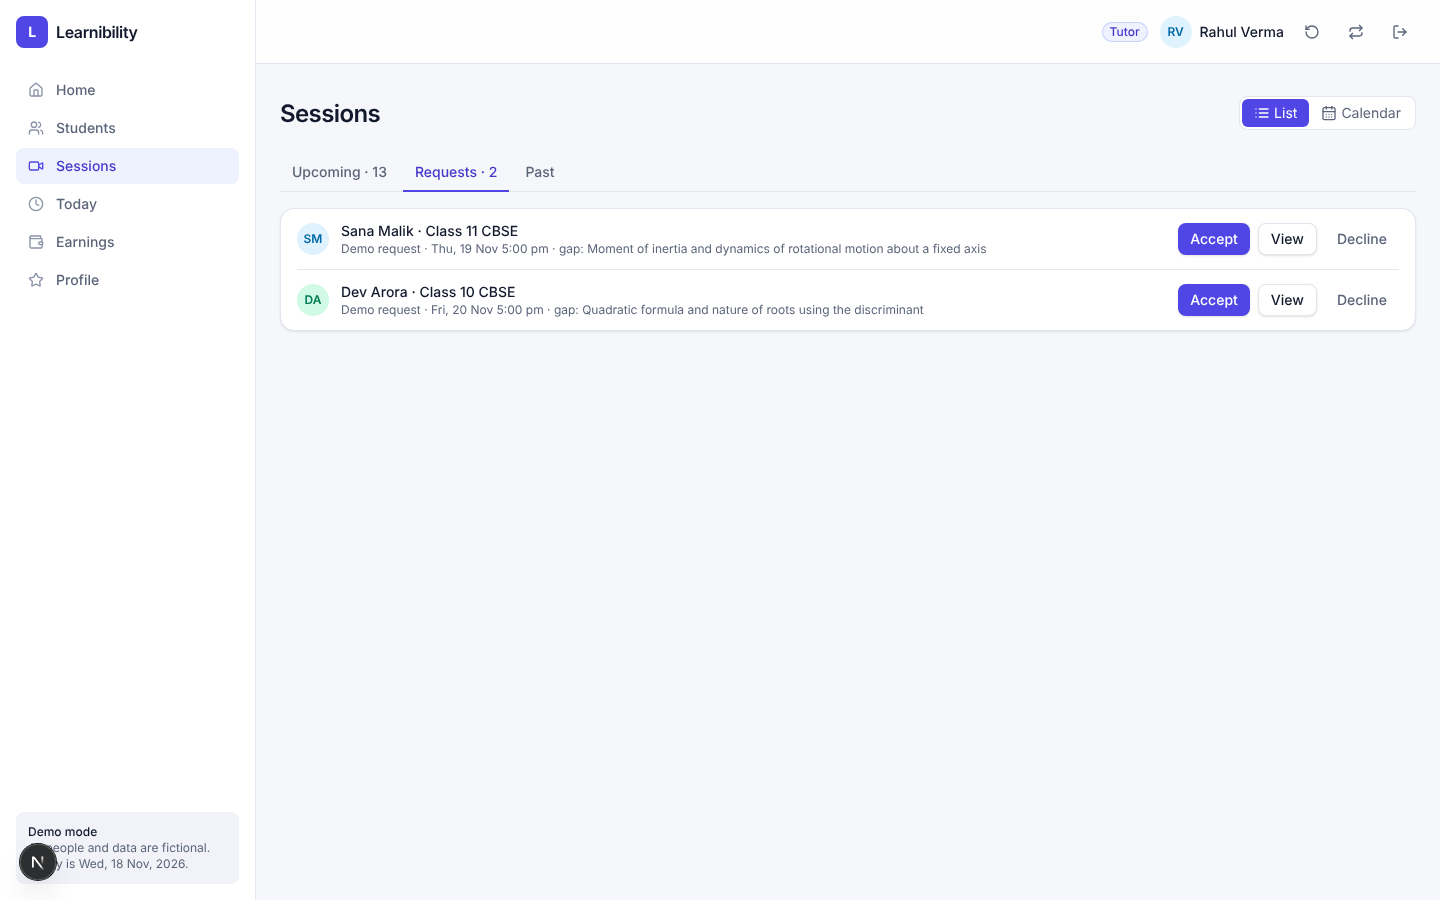 L Learnibility
Tutor RV Rahul Verma
Home
Students
Sessions
Today
Earnings
Profile
Sessions
List Calendar
Upcoming · 13 Requests · 2 Past
SM
Sana Malik · Class 11 CBSE
Demo request · Thu, 19 Nov 5:00 pm · gap: Moment of inertia and dynamics of rotational motion about a fixed axis
Accept View Decline
DA
Dev Arora · Class 10 CBSE
Demo request · Fri, 20 Nov 5:00 pm · gap: Quadratic formula and nature of roots using the discriminant
Accept View Decline
Demo mode
people and data are fictional.
is Wed, 18 Nov, 2026.
N